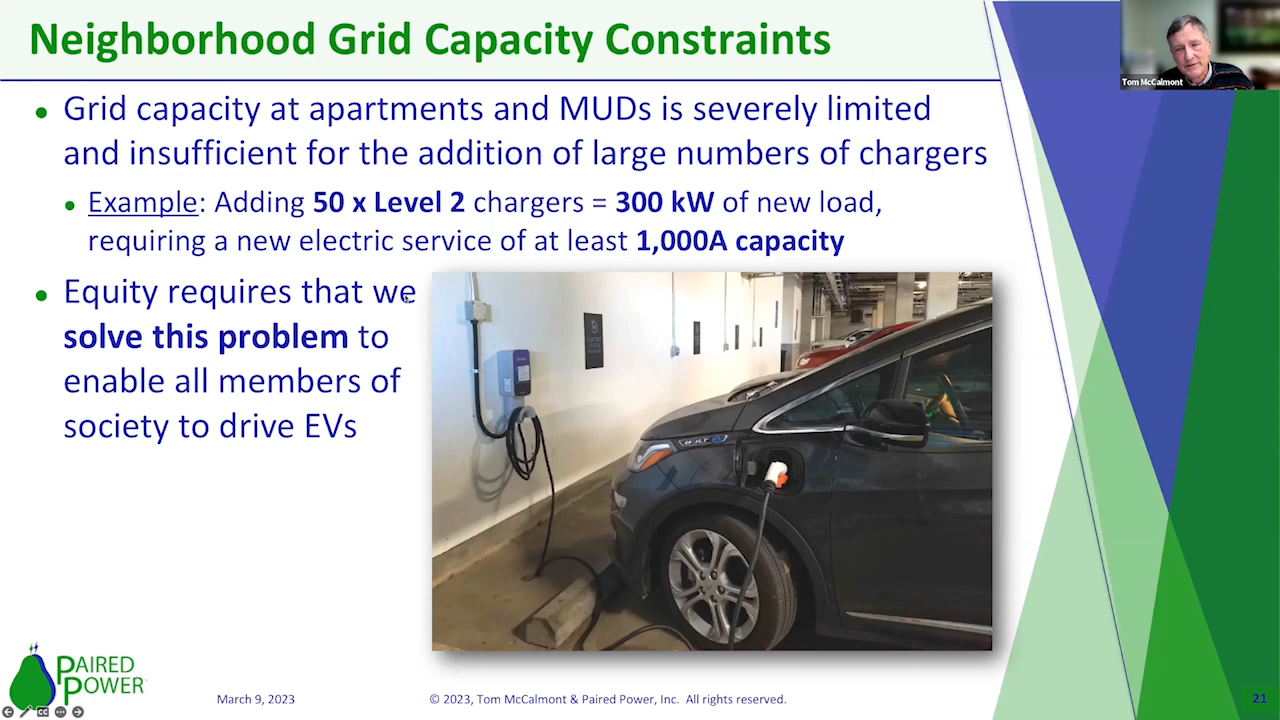 Neighborhood Grid Capacity Constraints
Tom McCalmont
Grid capacity at apartments and MUDs is severely limited
and insufficient for the addition of large numbers of chargers
Example: Adding 50 x Level 2 chargers = 300 kW of new load,
requiring a new electric service of at least 1,000A capacity
Equity requires that we
solve this problem to
enable all members of
society to drive EVs
BOLT EV
PAIRED
POWER
March 9, 2023
© 2023, Tom McCalmont & Paired Power, Inc. All rights reserved.
21